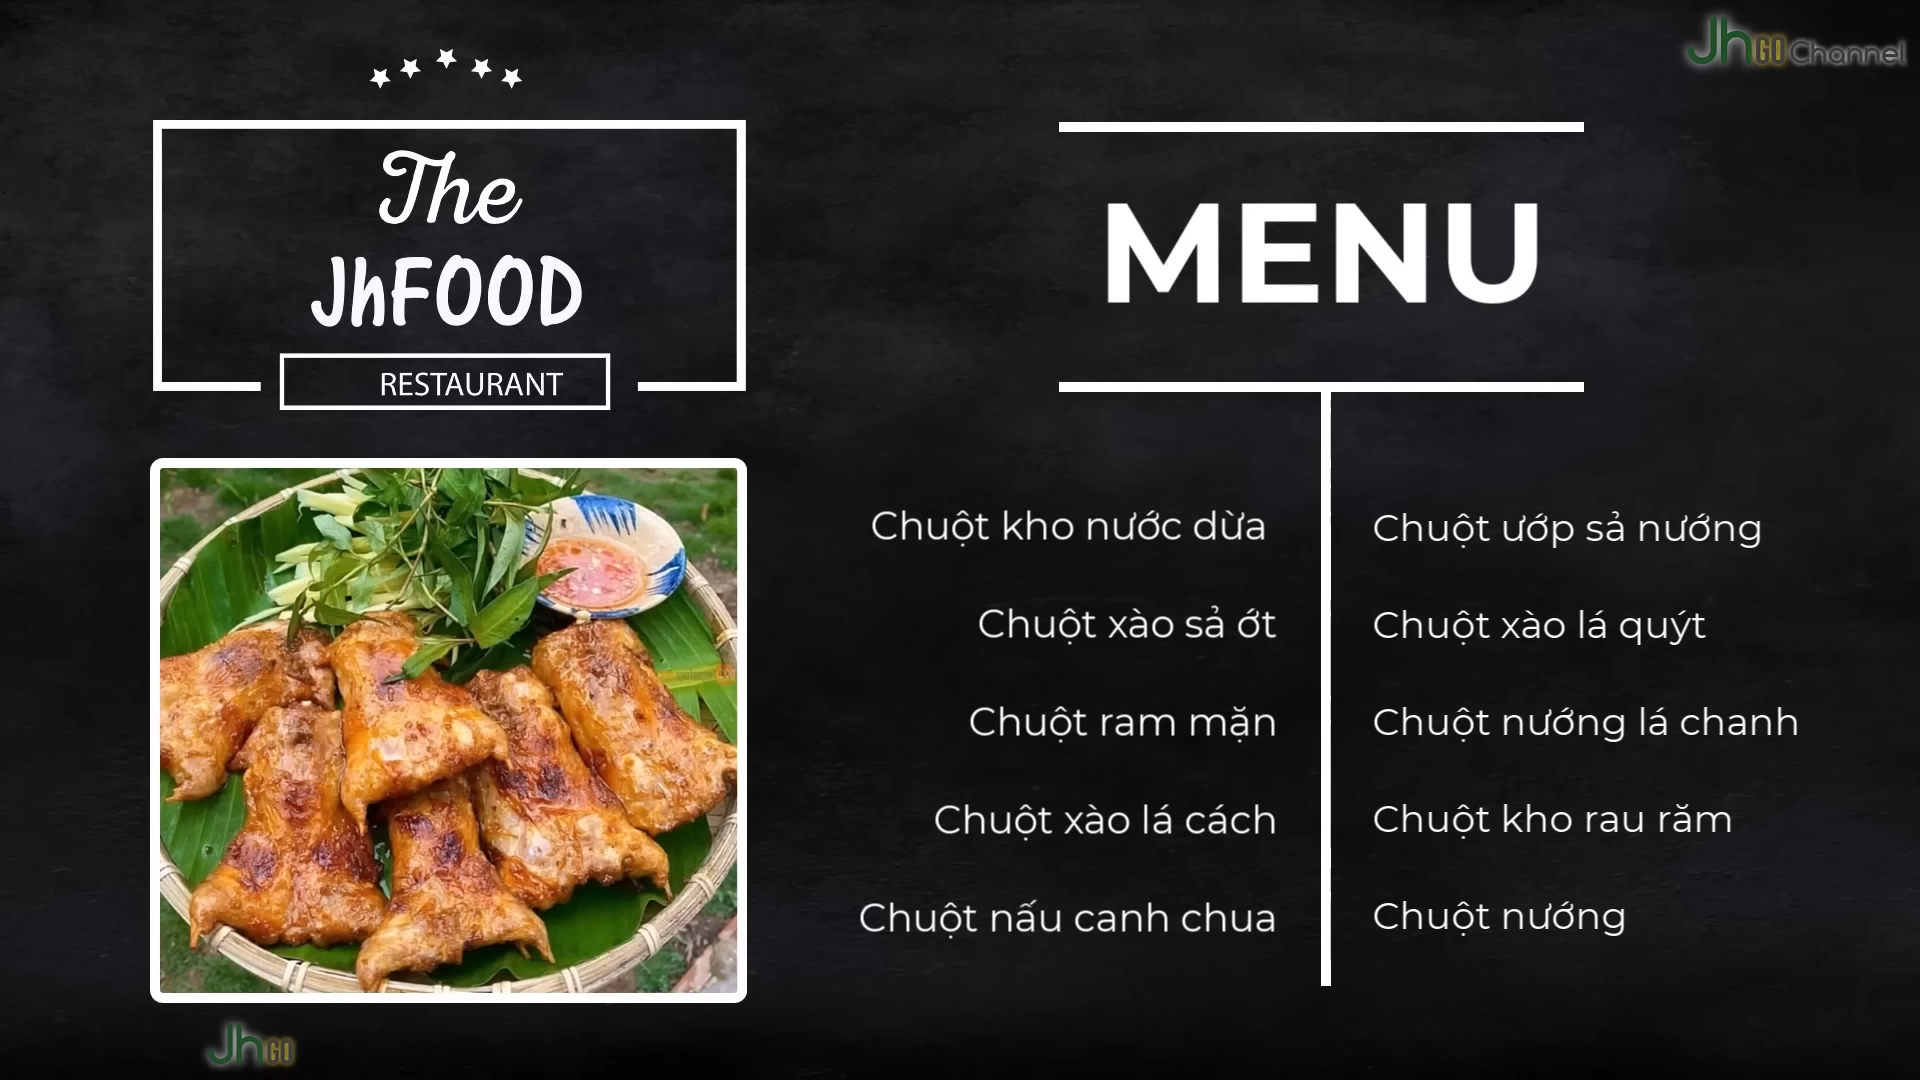 JhGOChannel
The
JhFOOD
RESTAURANT
MENU
Chuột kho nước dừa
Chuột xào sả ớt
Chuột ram mặn
Chuột xào lá cách
Chuột nấu canh chua
Chuột ướp sả nướng
Chuột xào lá quýt
Chuột nướng lá chanh
Chuột kho rau răm
Chuột nướng
JhGO